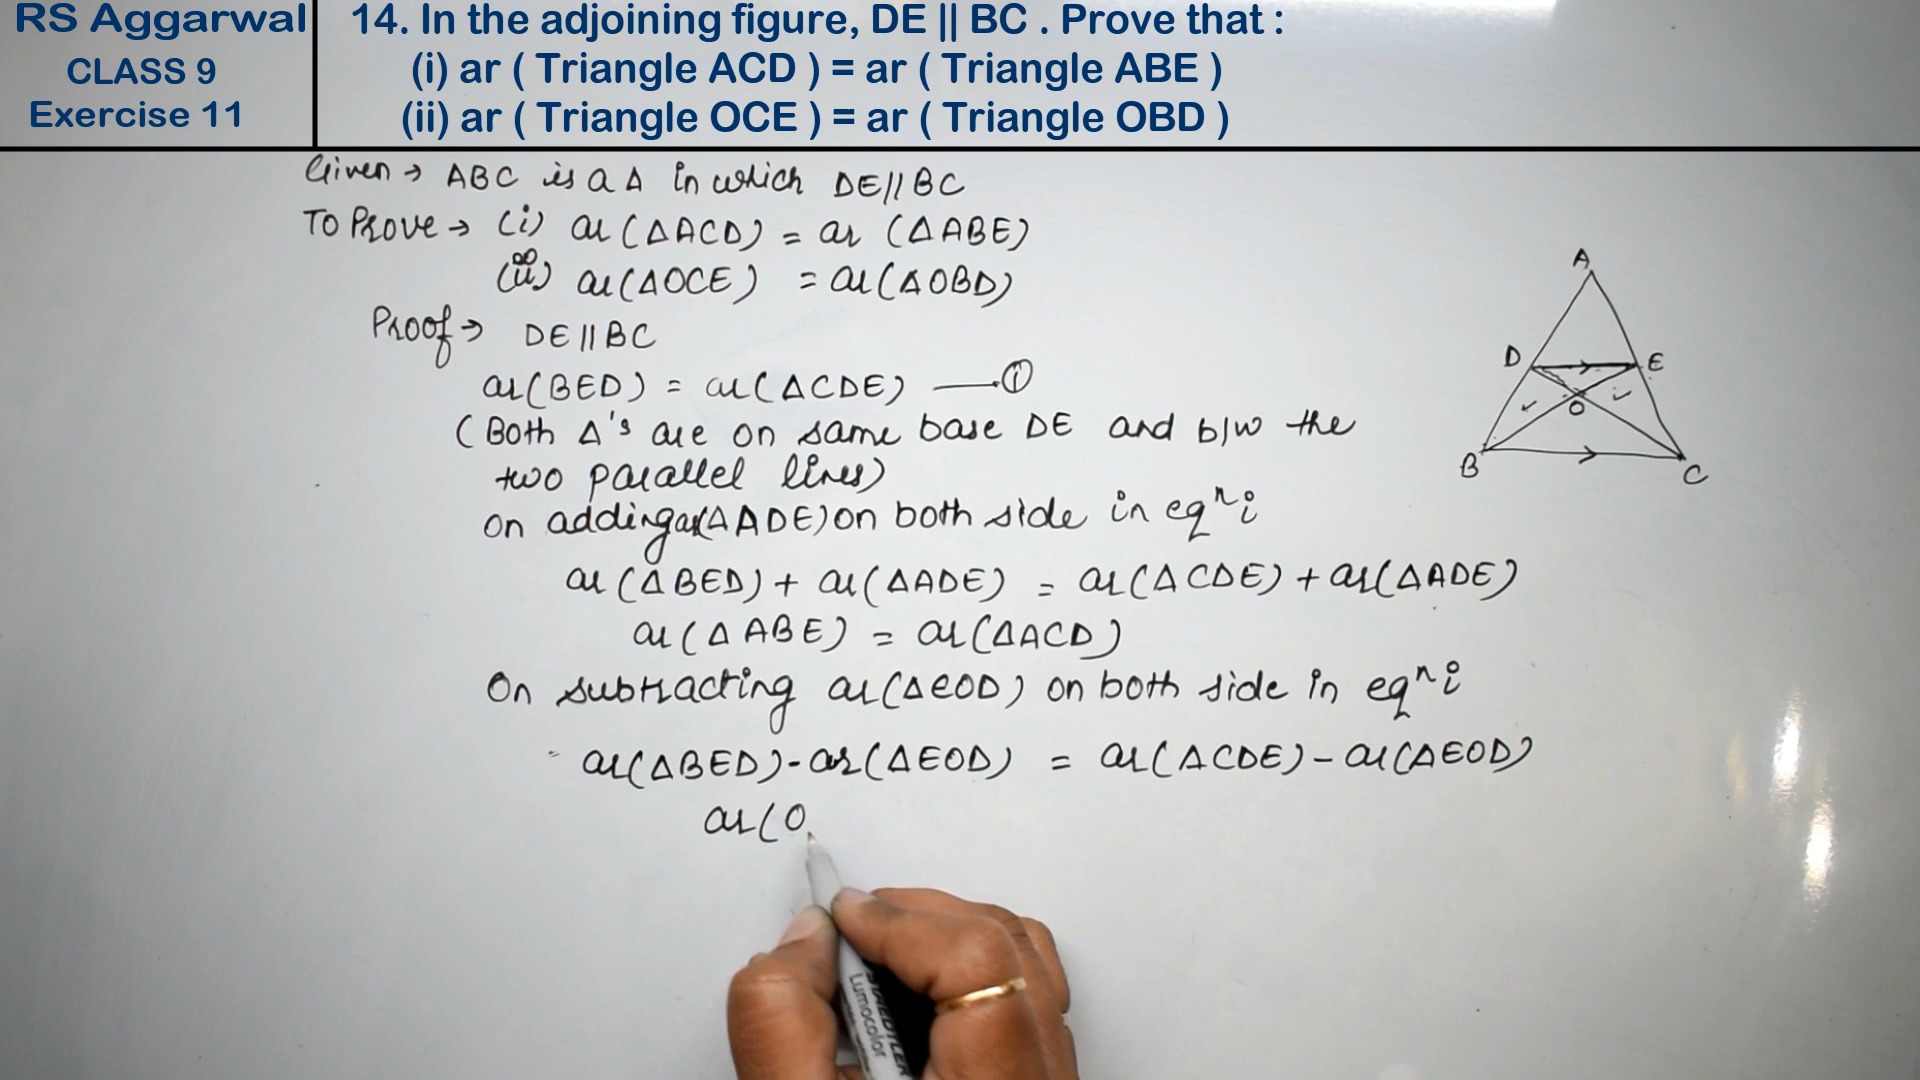 RS Aggarwal
CLASS 9
Exercise 11
14. In the adjoining figure, DE || BC . Prove that :
(i) ar ( Triangle ACD ) = ar ( Triangle ABE )
(ii) ar ( Triangle OCE ) = ar ( Triangle OBD )
Given → ABC is a Δ in which DE//BC
To Prove → (i) ar (ΔACD) = ar (ΔABE)
(ii) ar(ΔOCE) = ar(ΔOBD)
Proof → DE||BC
ar(BED) = ar(ΔCDE) —①
(Both Δ's are on same base DE and b/w the
two parallel lines)
on adding ar(ΔADE) on both side in eqⁿ i
ar(ΔBED) + ar(ΔADE) = ar(ΔCDE) + ar(ΔADE)
ar(ΔABE) = ar(ΔACD)
On subtracting ar(ΔEOD) on both side in eqⁿ i
= ar(ΔBED) - ar(ΔEOD) = ar(ΔCDE) - ar(ΔEOD)
ar(O
A
D
E
O
B
C
STAEDTLER
Lumocolor